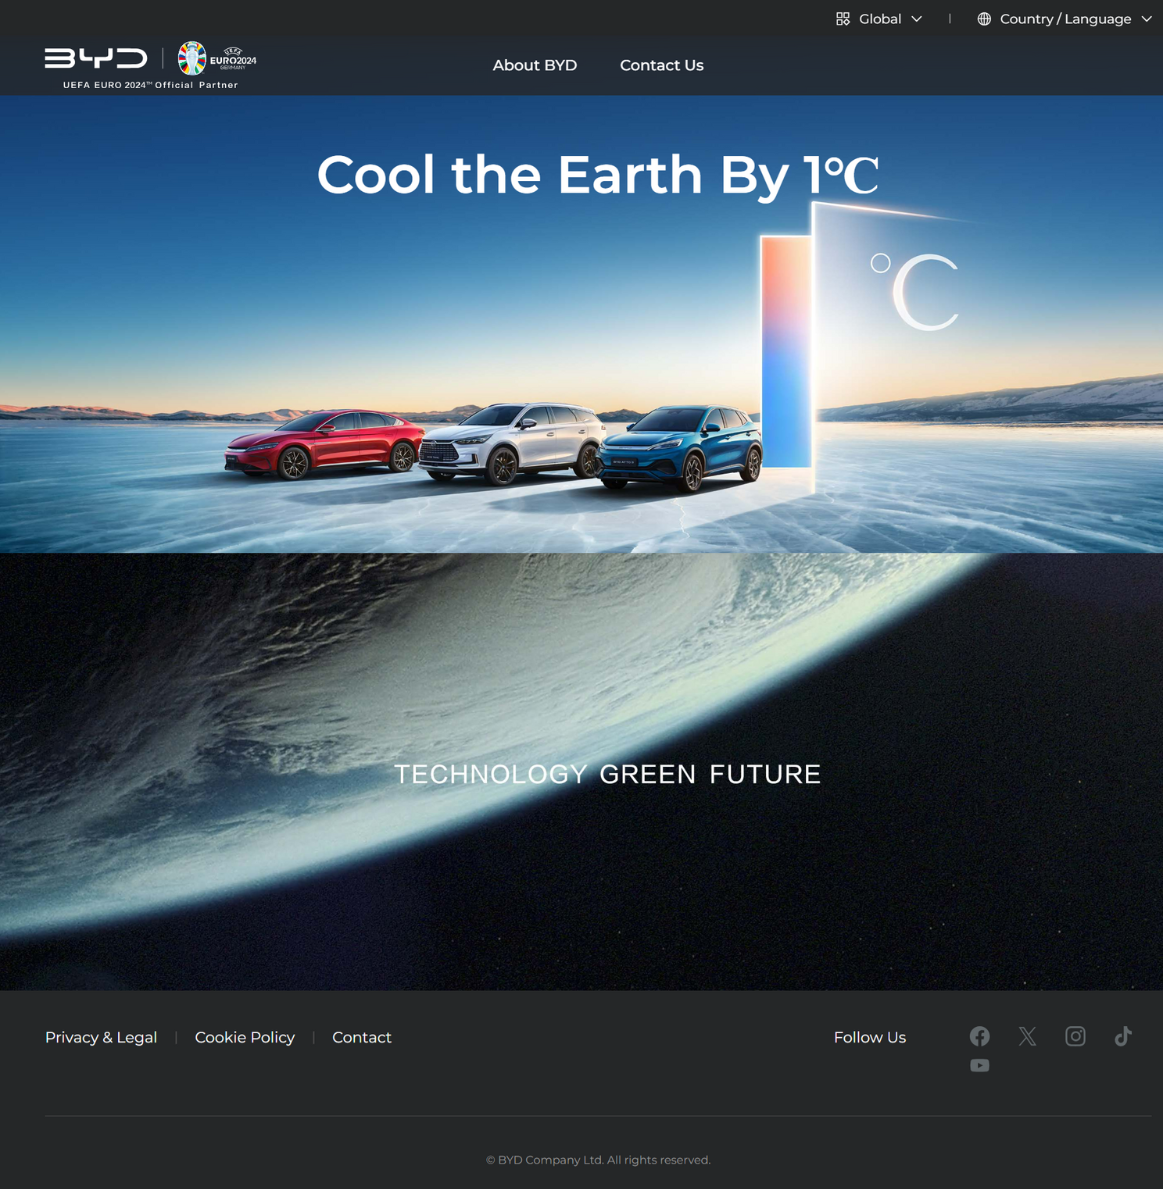 Global | Country / Language
BYD | UEFA EURO2024 GERMANY
UEFA EURO 2024™ Official Partner
About BYD Contact Us
Cool the Earth By 1℃
℃
TECHNOLOGY GREEN FUTURE
Privacy & Legal | Cookie Policy | Contact
Follow Us
© BYD Company Ltd. All rights reserved.